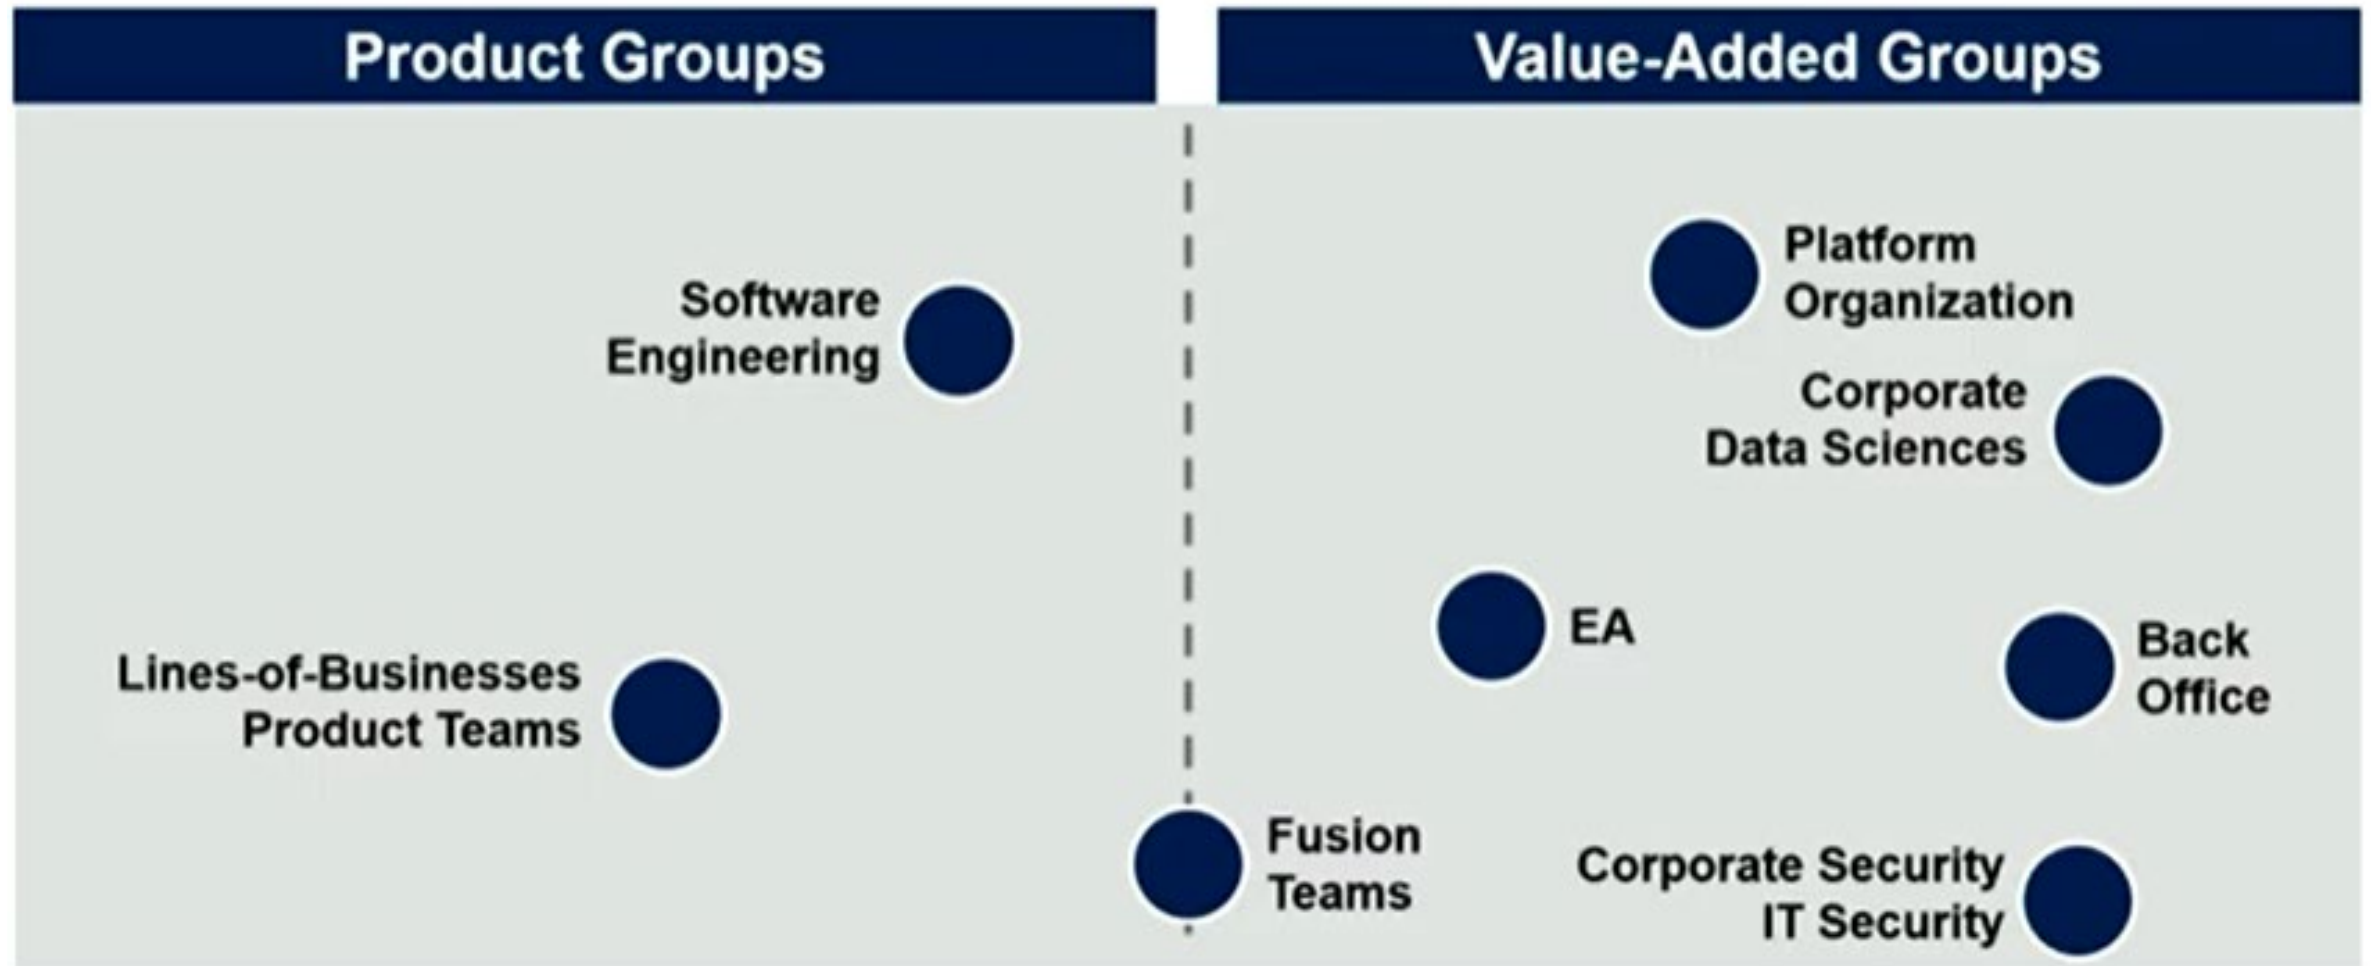 Product Groups
Value-Added Groups
Platform
Organization
Software
Engineering
Corporate
Data Sciences
EA
Back
Office
Lines-of-Businesses
Product Teams
Fusion
Teams
Corporate Security
IT Security